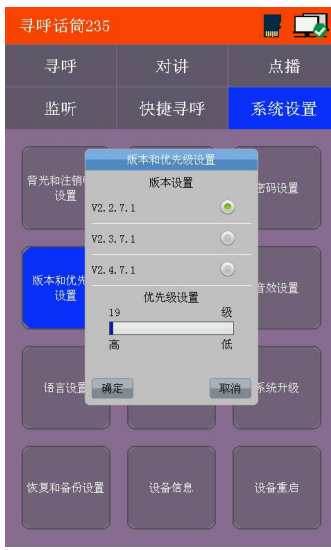 寻呼话筒235
寻呼 对讲 点播
监听 快捷寻呼 系统设置
版本和优先级设置
版本设置
背光和注销
设置
密码设置
V2.2.7.1
V2.3.7.1
V2.4.7.1
版本和优先
设置
音效设置
优先级设置
19 级
高 低
语言设置
确定 取消
系统升级
恢复和备份设置 设备信息 设备重启